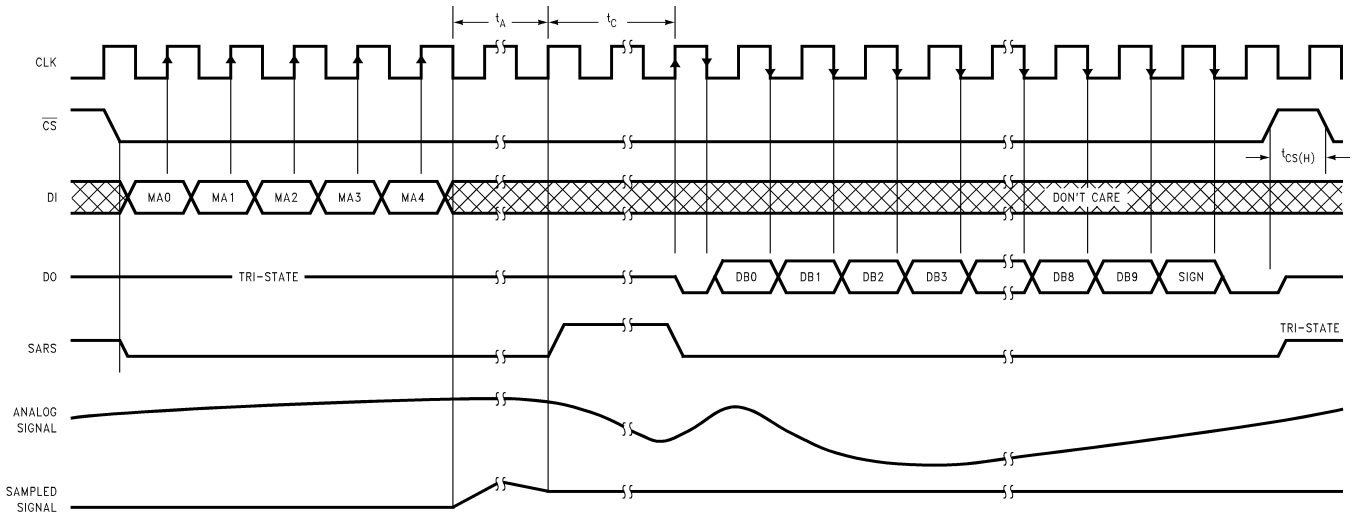 tA
tC
CLK
CS
tCS(H)
DI
MA0 MA1 MA2 MA3 MA4
DON'T CARE
DO
TRI-STATE
DB0 DB1 DB2 DB3 DB8 DB9 SIGN
SARS
TRI-STATE
ANALOG
SIGNAL
SAMPLED
SIGNAL